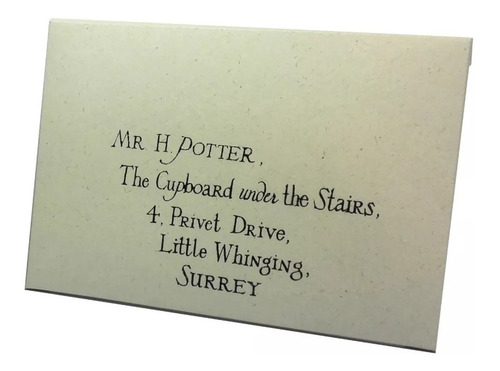 Mr H. Potter,
The Cupboard under the Stairs,
4, Privet Drive,
Little Whinging,
Surrey